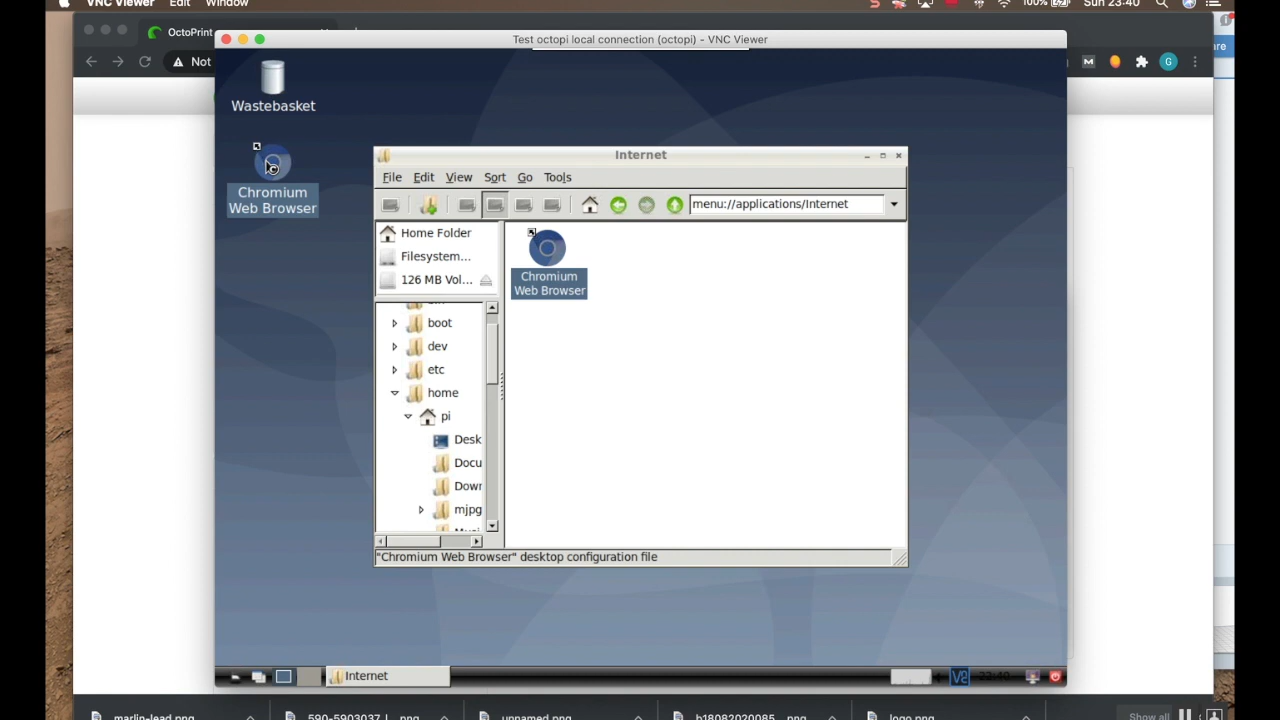 VNC Viewer Edit Window 100% Sun 23:40
OctoPrint
Not
Test octopi local connection (octopi) - VNC Viewer
Wastebasket
Chromium
Web Browser
Internet
File Edit View Sort Go Tools
menu://applications/Internet
Home Folder
Filesystem...
126 MB Vol...
boot
dev
etc
home
pi
Desk
Docu
Dowr
mjpg
Chromium
Web Browser
"Chromium Web Browser" desktop configuration file
Internet
23:40
marlin-lead.png
unnamed.png
logo.png
Show all